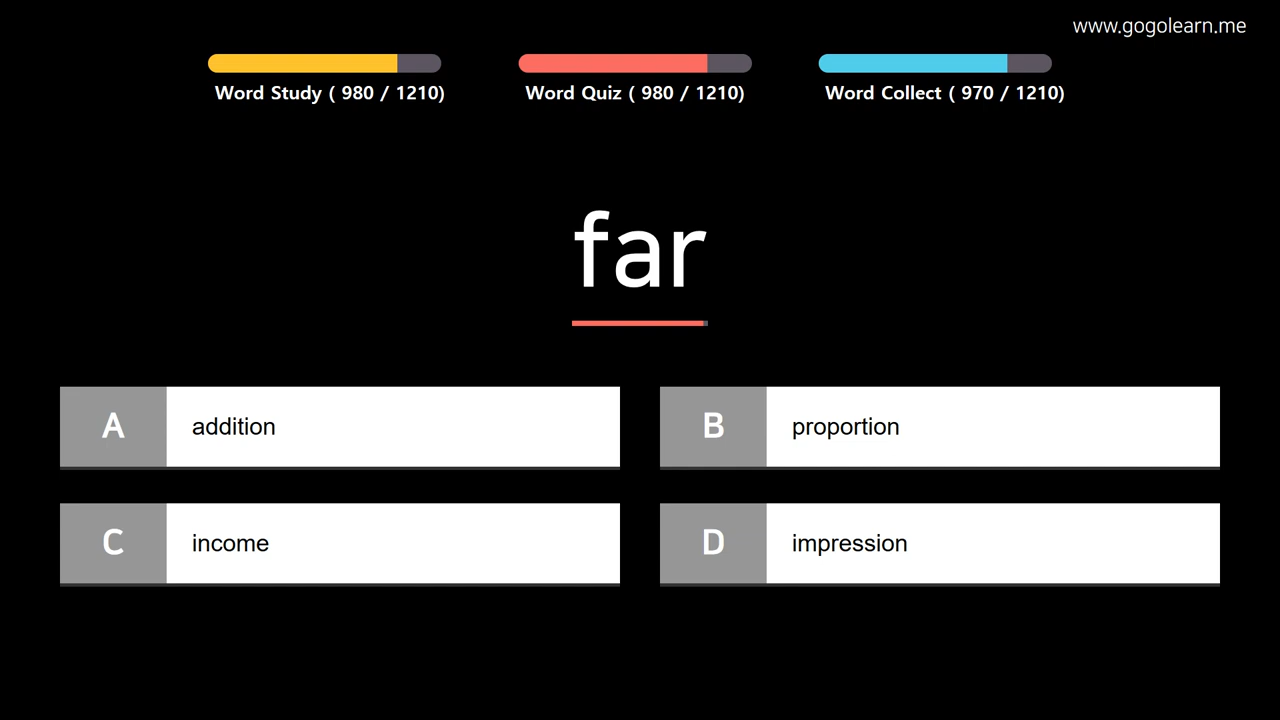 www.gogolearn.me
Word Study ( 980 / 1210)
Word Quiz ( 980 / 1210)
Word Collect ( 970 / 1210)
far
A addition
B proportion
C income
D impression